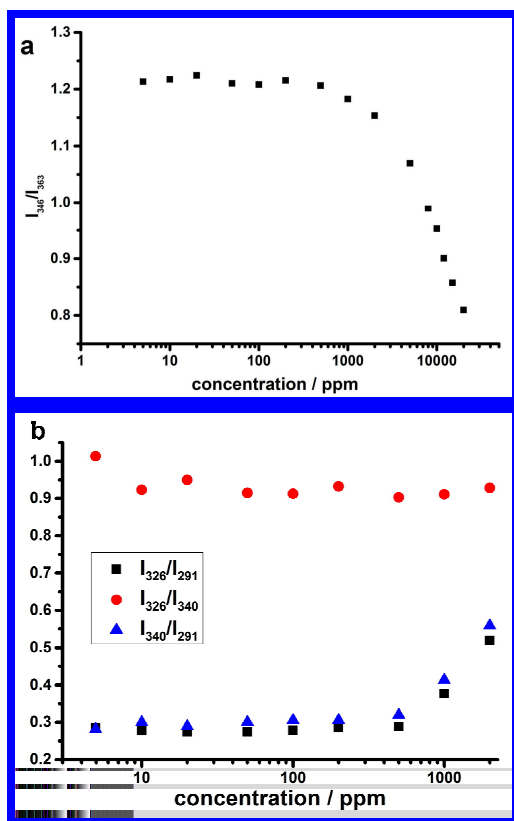 a
1.3
1.2
1.1
1.0
0.9
0.8
I346/I363
1 10 100 1000 10000
concentration / ppm
b
1.0
0.9
0.8
0.7
0.6
0.5
0.4
0.3
0.2
I326/I291
I326/I340
I340/I291
10 100 1000
concentration / ppm